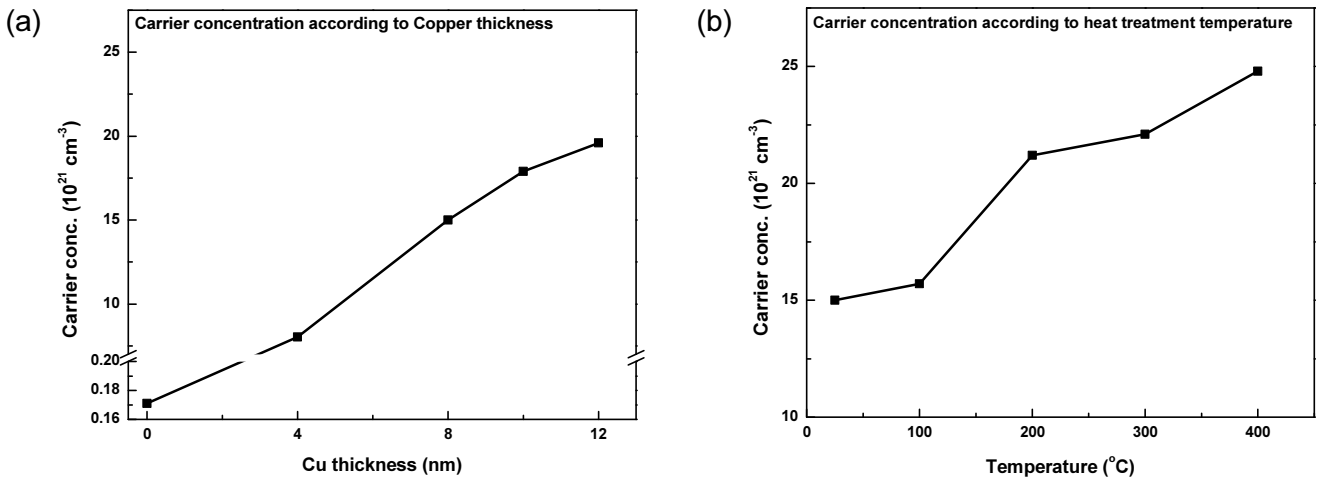 (a)
Carrier concentration according to Copper thickness
25
20
15
10
0.20
0.18
0.16
Carrier conc. (10²¹ cm⁻³)
0
4
8
12
Cu thickness (nm)
(b)
Carrier concentration according to heat treatment temperature
25
20
15
10
Carrier conc. (10²¹ cm⁻³)
100
200
300
400
Temperature (°C)